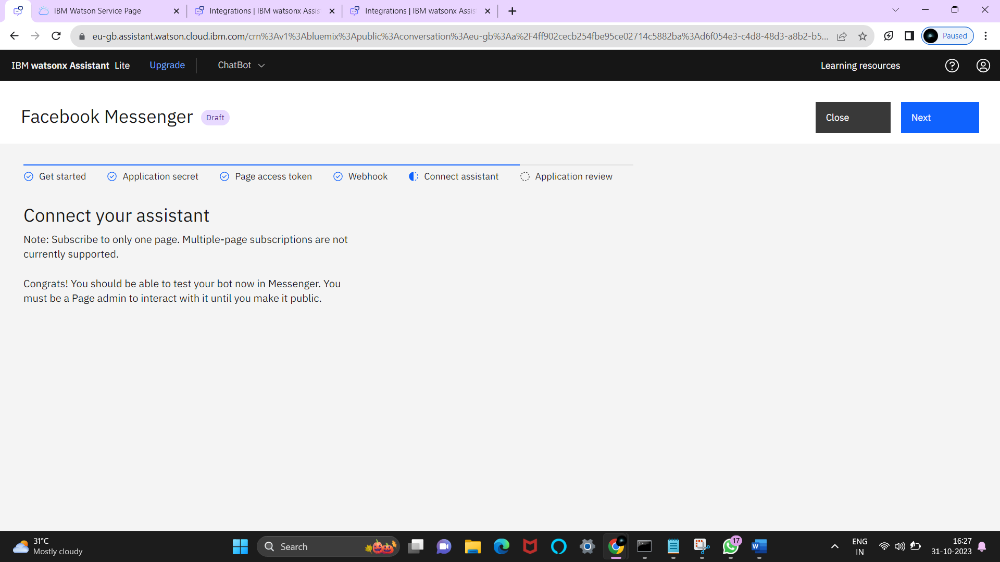 IBM Watson Service Page
Integrations | IBM watsonx Assis
Integrations | IBM watsonx Assis
eu-gb.assistant.watson.cloud.ibm.com/crn%3Av1%3Abluemix%3Apublic%3Aconversation%3Aeu-gb%3Aa%2F4ff902cecb254fbe95ce02714c5882ba%3Ad6f054e3-c4d8-48d3-a8b2-b5...
Paused
IBM watsonx Assistant Lite
Upgrade
ChatBot
Learning resources
Facebook Messenger
Draft
Close
Next
Get started
Application secret
Page access token
Webhook
Connect assistant
Application review
Connect your assistant
Note: Subscribe to only one page. Multiple-page subscriptions are not
currently supported.
Congrats! You should be able to test your bot now in Messenger. You
must be a Page admin to interact with it until you make it public.
31°C
Mostly cloudy
Search
17
W
ENG
IN
16:27
31-10-2023